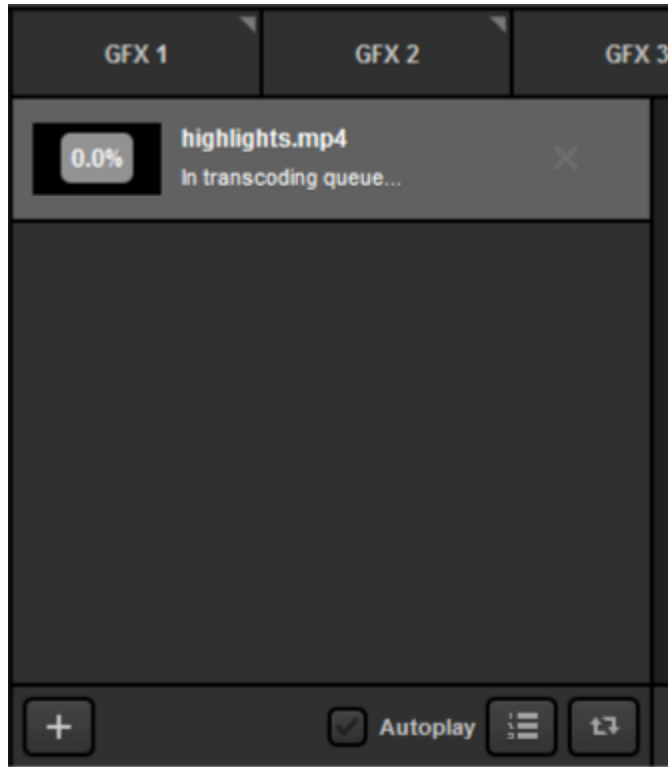 GFX 1
GFX 2
GFX 3
0.0%
highlights.mp4
In transcoding queue...
Autoplay